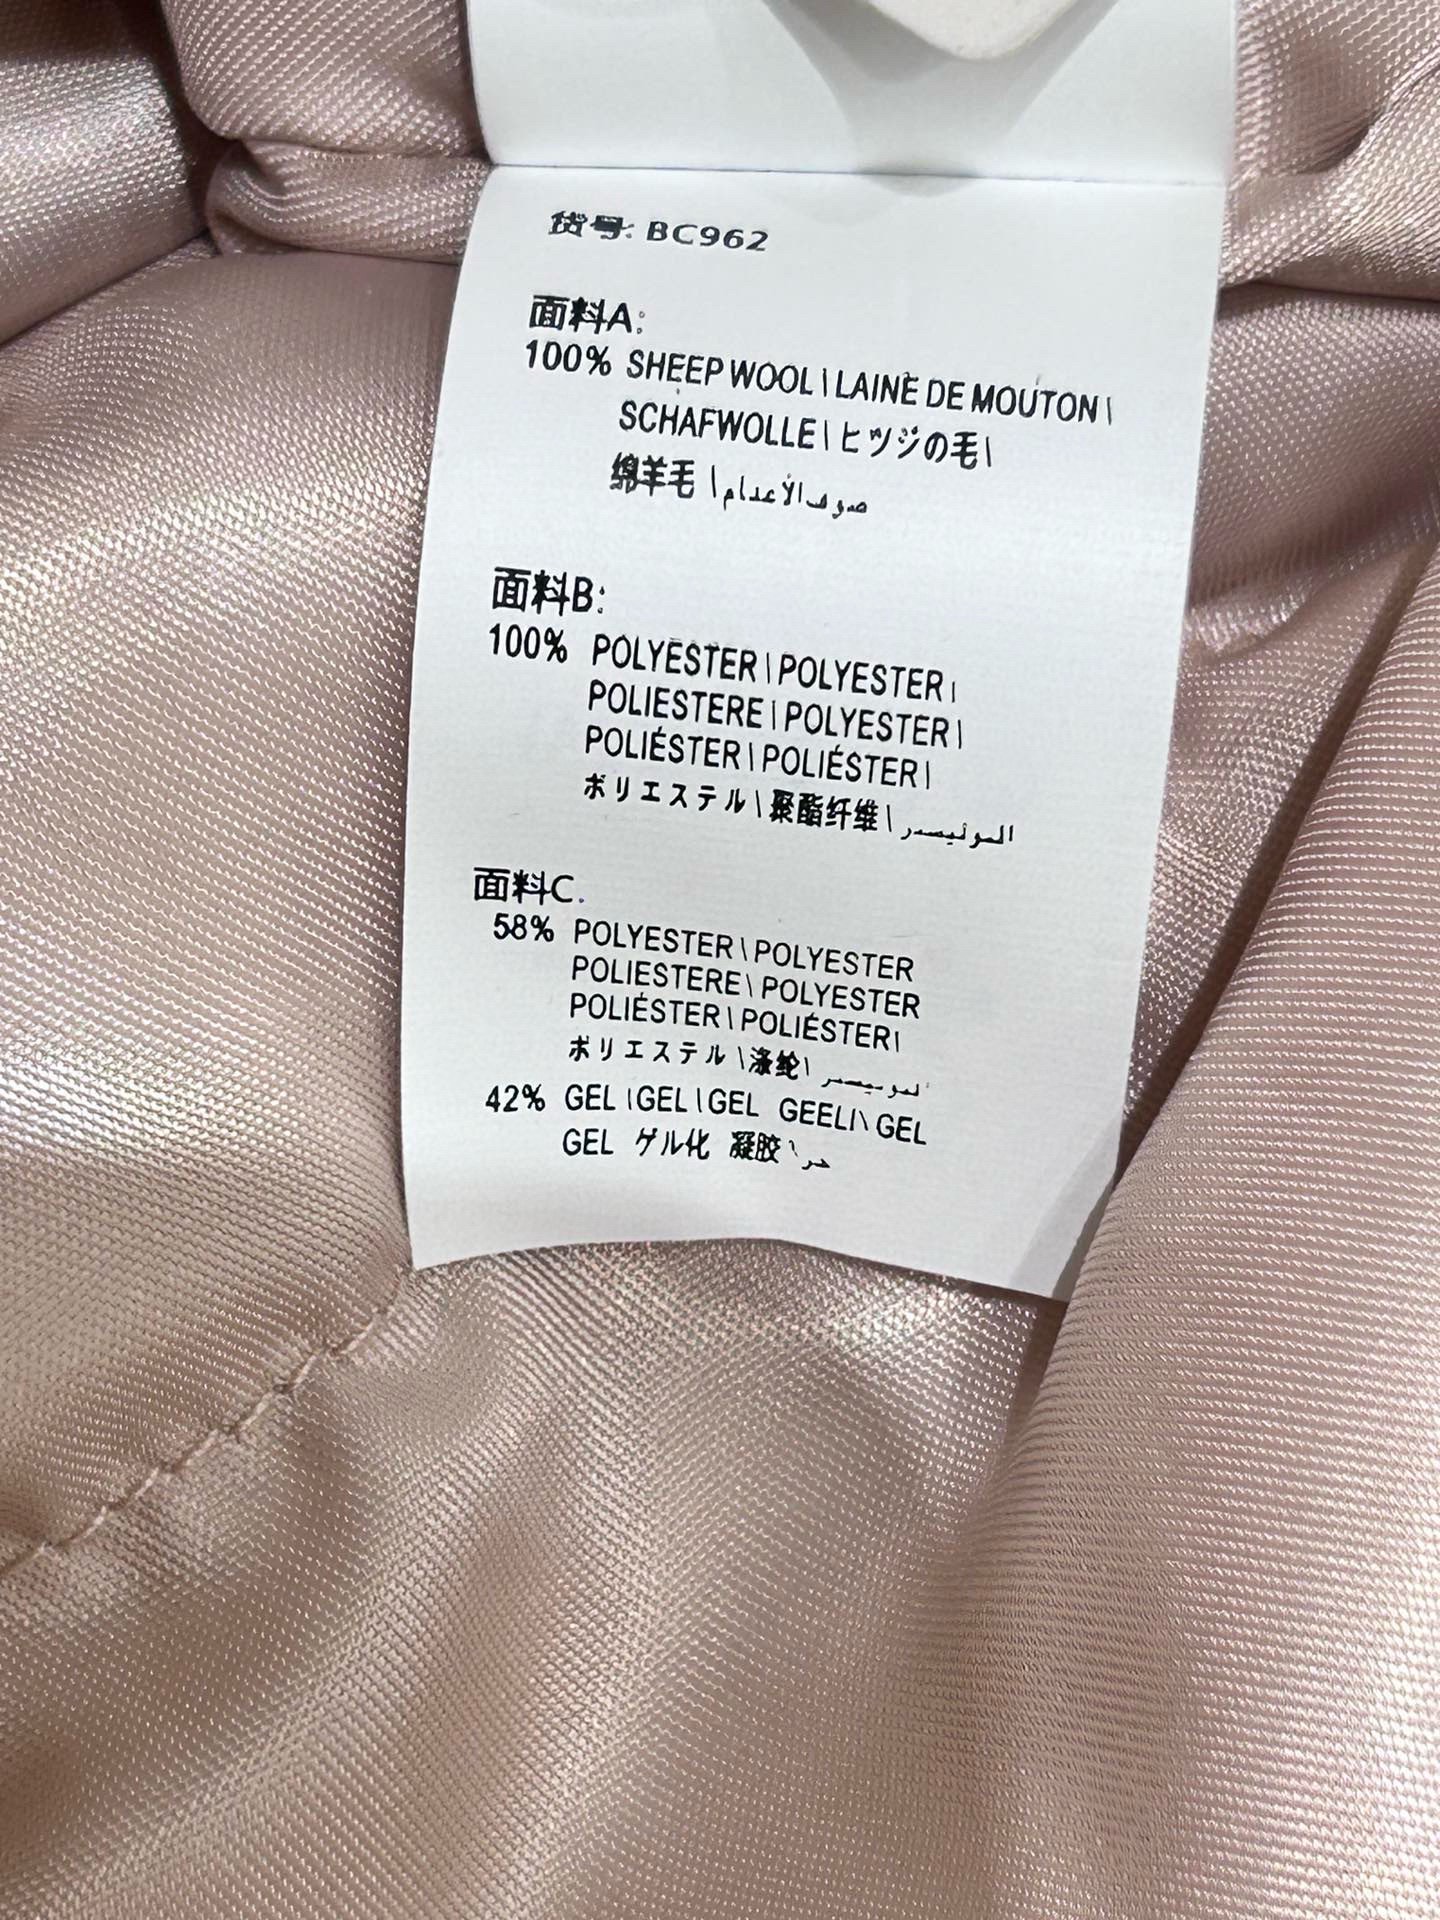 货号: BC962
面料A:
100% SHEEP WOOL \ LAINE DE MOUTON \
SCHAFWOLLE \ ヒツジの毛 \
绵羊毛 \ صوف الأغدام
面料B:
100% POLYESTER \ POLYESTER \
POLIESTERE \ POLYESTER \
POLIÉSTER \ POLIÉSTER \
ポリエステル \ 聚酯纤维 \
面料C.
58% POLYESTER \ POLYESTER
POLIESTERE \ POLYESTER
POLIÉSTER \ POLIÉSTER \
ポリエステル \ 涤纶 \
42% GEL \ GEL \ GEL GEELI \ GEL
GEL ゲル化 凝胶 \